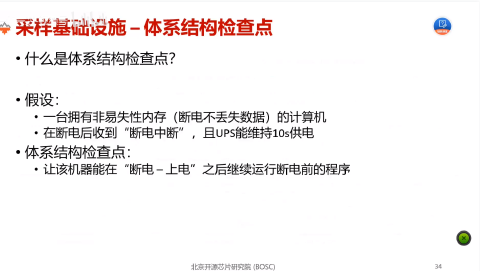 采样基础设施 – 体系结构检查点
• 什么是体系结构检查点?
• 假设:
• 一台拥有非易失性内存（断电不丢失数据）的计算机
• 在断电后收到“断电中断”，且UPS能维持10s供电
• 体系结构检查点:
• 让该机器能在“断电 – 上电”之后继续运行断电前的程序
北京开源芯片研究院 (BOSC)
34